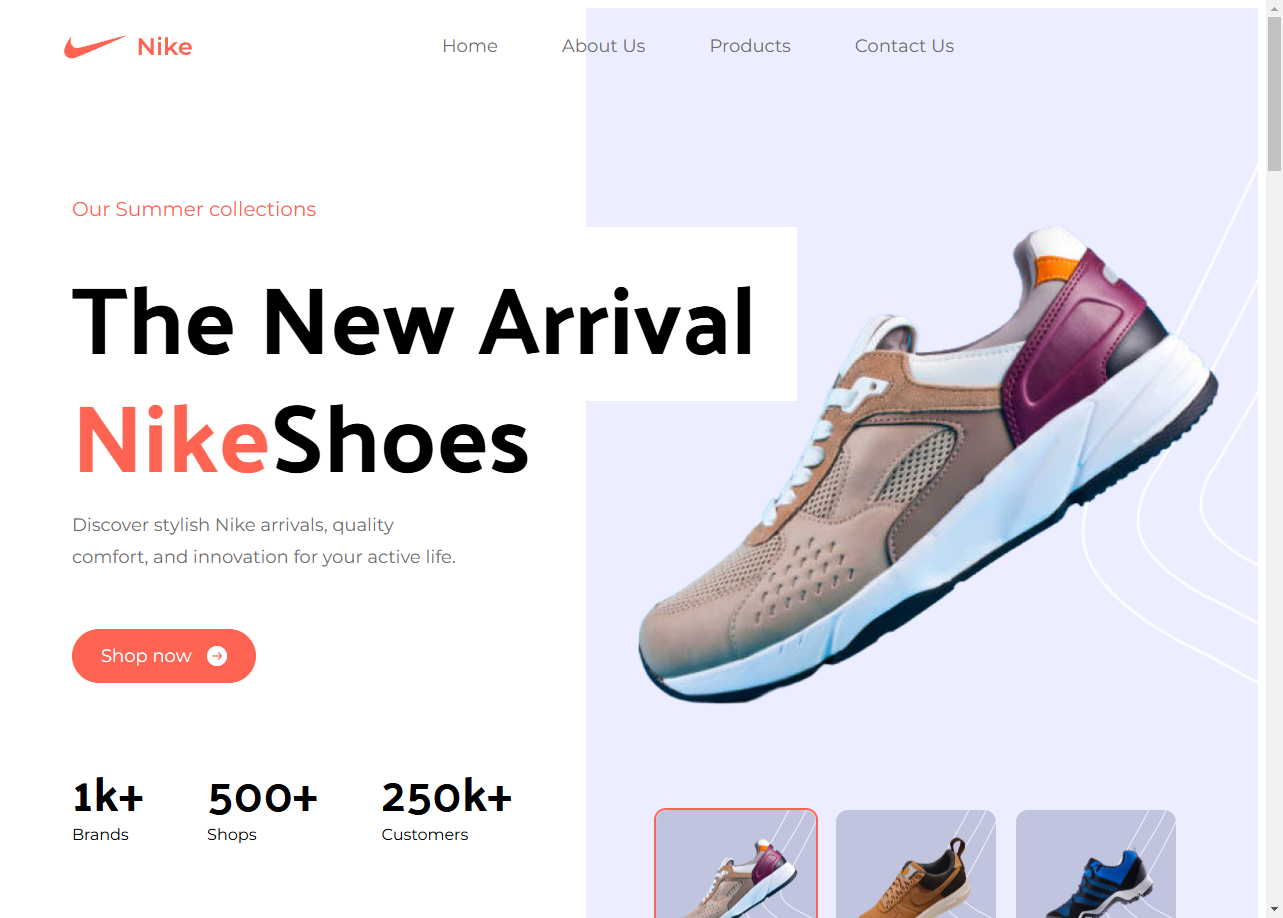 Nike
Home
About Us
Products
Contact Us
Our Summer collections
The New Arrival
NikeShoes
Discover stylish Nike arrivals, quality
comfort, and innovation for your active life.
Shop now
1k+
500+
250k+
Brands
Shops
Customers